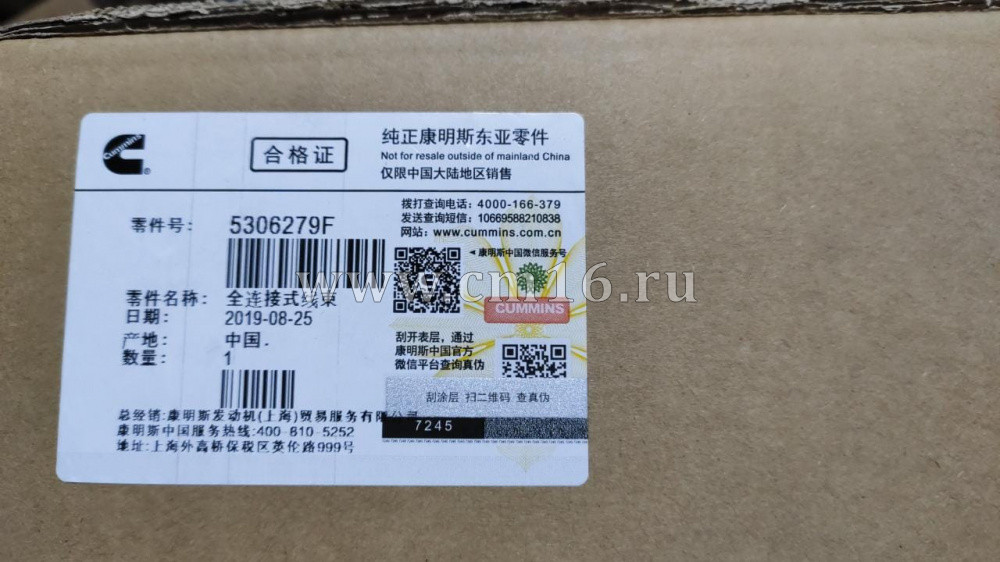 Cummins
®
合格证
纯正康明斯东亚零件
Not for resale outside of mainland China
仅限中国大陆地区销售
拨打查询电话：4000-166-379
发送查询短信：10669588210838
网站：www.cummins.com.cn
零件号： 5306279F
◄康明斯中国微信服务号
www.cm16.ru
零件名称： 全连接式线束
日期： 2019-08-25
CUMMINS
产地： 中国.
数量： 1
刮开表层，通过
康明斯中国官方
微信平台查询真伪
刮涂层 扫二维码 查真伪
7245
总经销:康明斯发动机(上海)贸易服务有限公司
康明斯中国服务热线:400-810-5252
地址:上海外高桥保税区英伦路999号